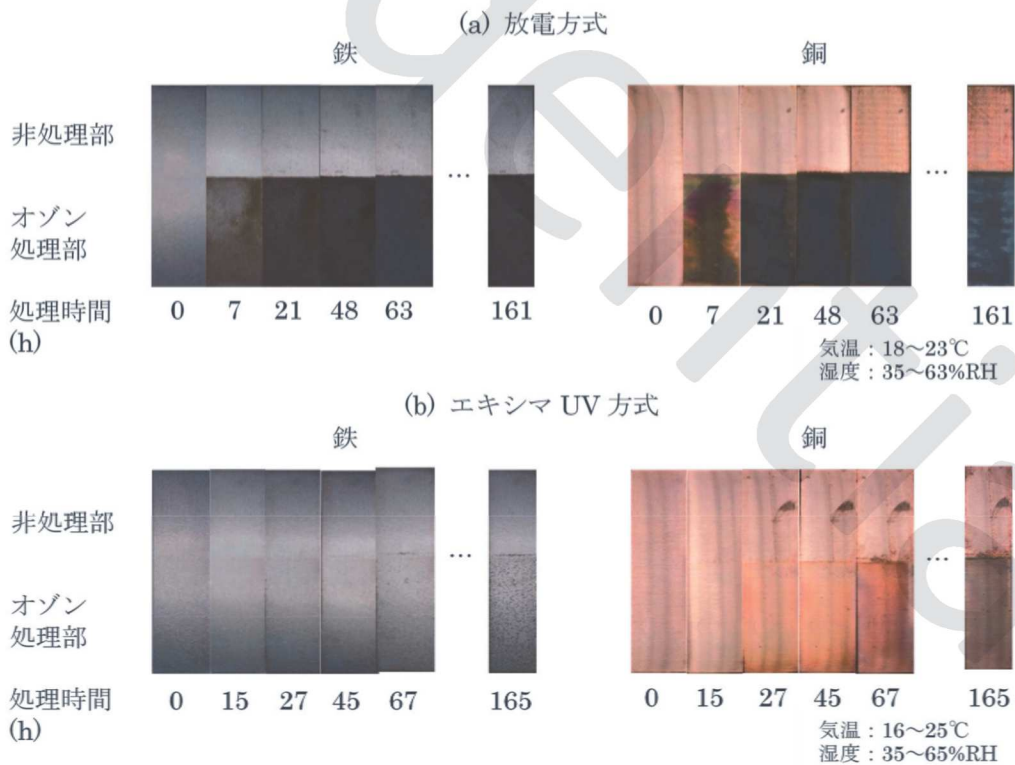 (a) 放電方式
鉄
銅
非処理部
オゾン
処理部
…
…
処理時間
(h)
0 7 21 48 63 161
0 7 21 48 63 161
気温：18～23℃
湿度：35～63%RH
(b) エキシマ UV 方式
鉄
銅
非処理部
オゾン
処理部
…
…
処理時間
(h)
0 15 27 45 67 165
0 15 27 45 67 165
気温：16～25℃
湿度：35～65%RH